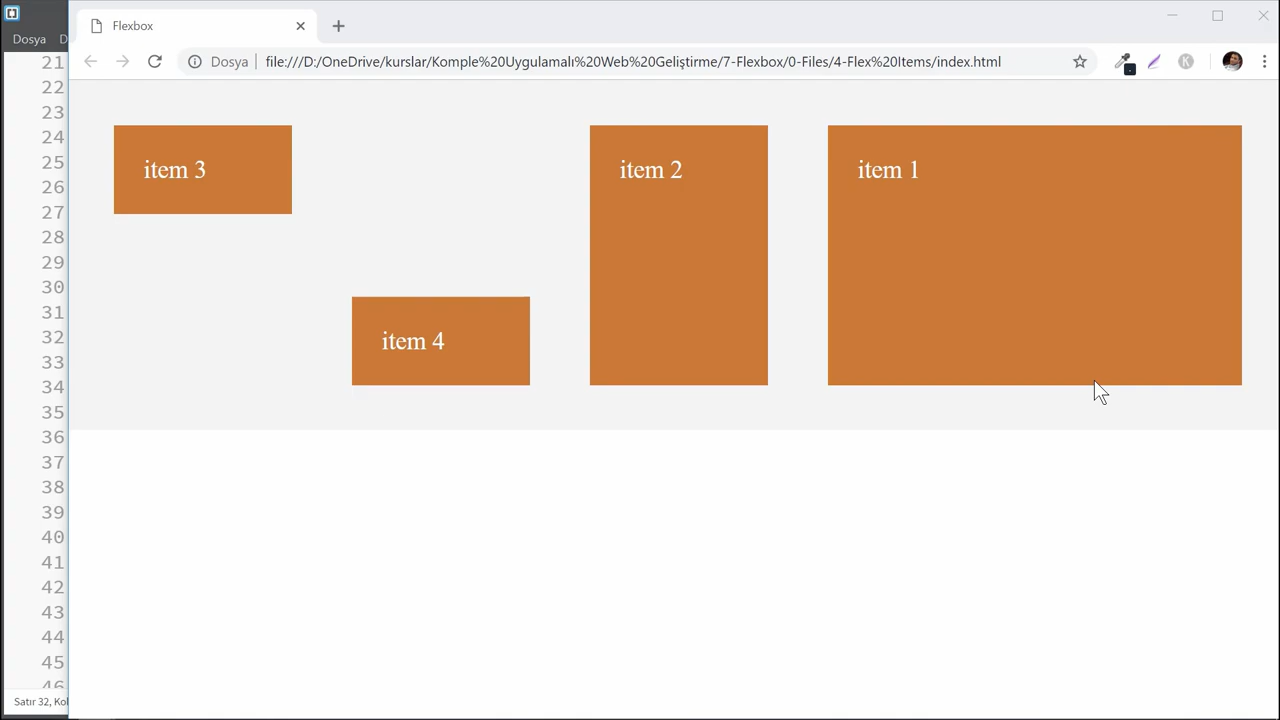 Flexbox
Dosya D
Dosya file:///D:/OneDrive/kurslar/Komple%20Uygulamalı%20Web%20Geliştirme/7-Flexbox/0-Files/4-Flex%20Items/index.html
K
21
22
23
24
25
26
27
28
29
30
31
32
33
34
35
36
37
38
39
40
41
42
43
44
45
46
item 3
item 2
item 1
item 4
Satır 32, Kol